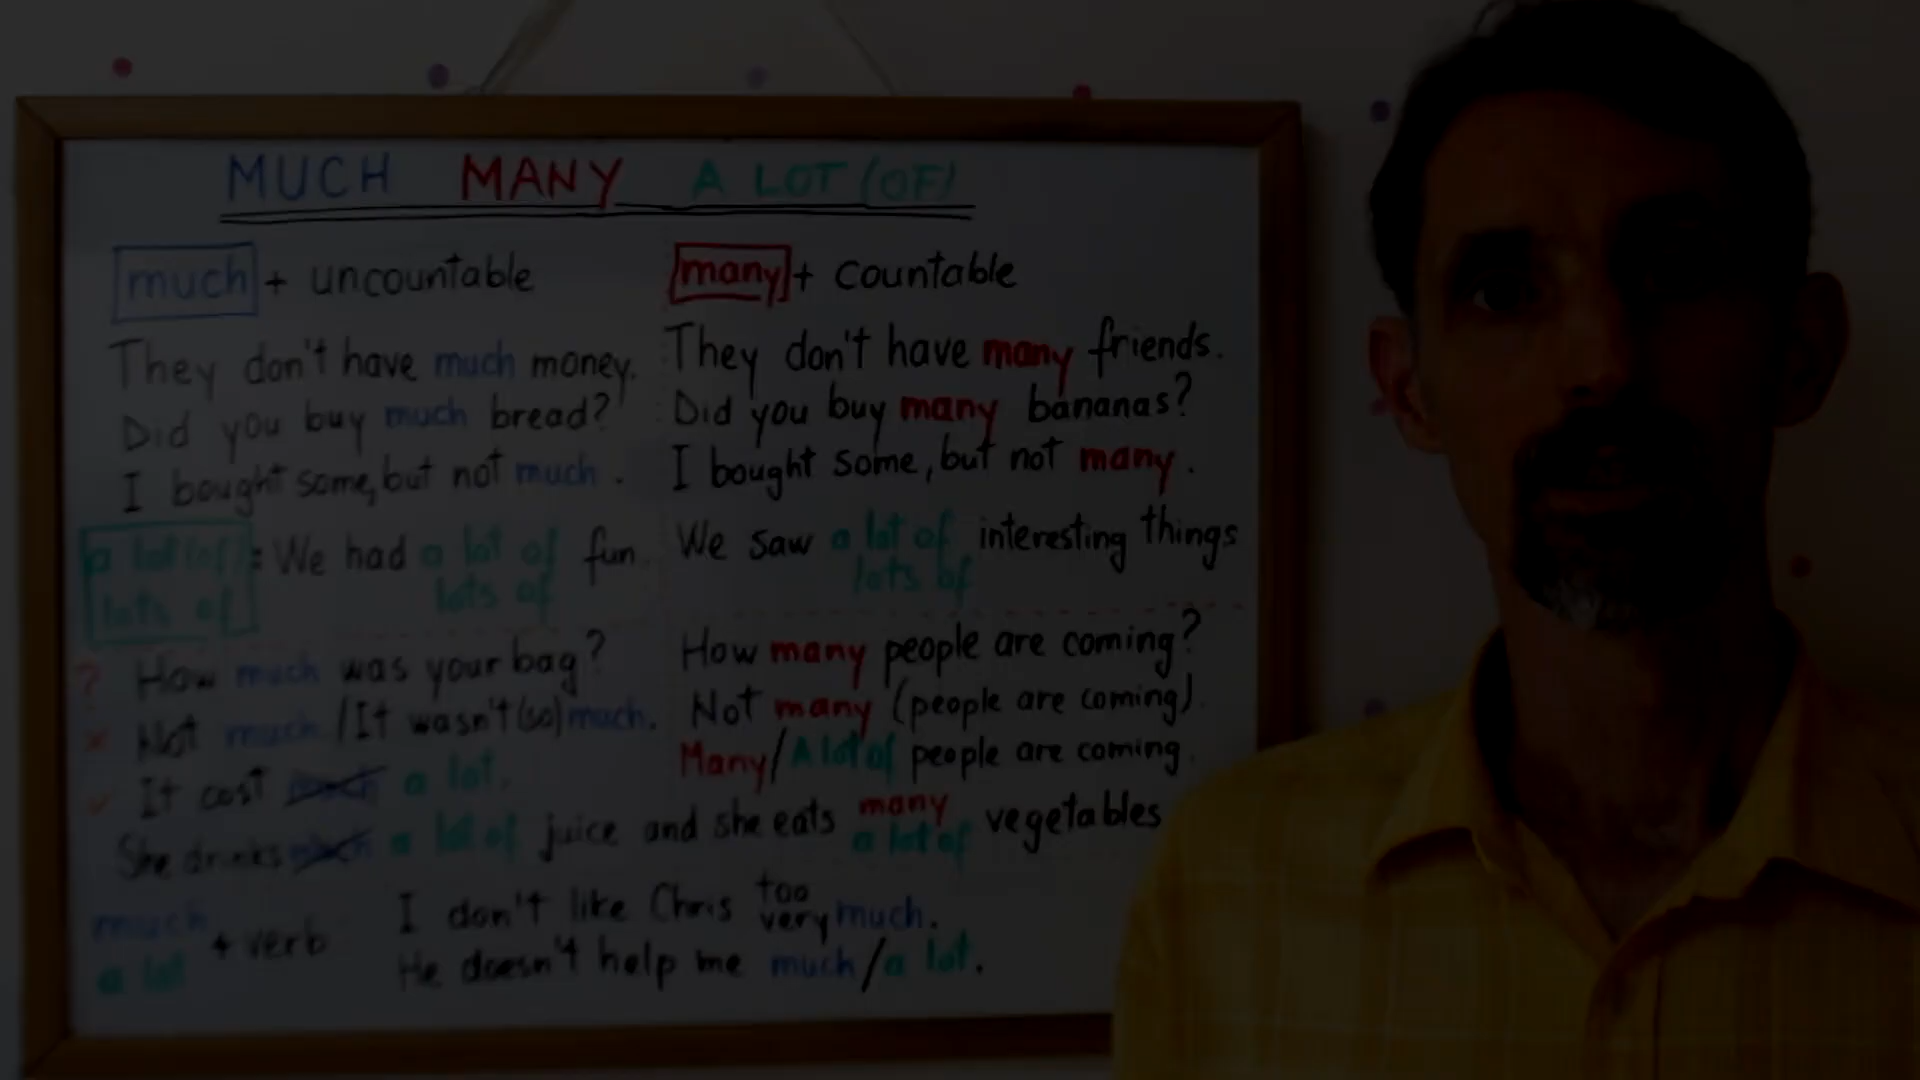 MUCH MANY A LOT (OF)
much + uncountable
They don't have much money.
Did you buy much bread?
I bought some, but not much.
many + countable
They don't have many friends.
Did you buy many bananas?
I bought some, but not many.
a lot (of) : We had a lot of fun.
lots of lots of
We saw a lot of interesting things
lots of
? How much was your bag?
x Not much / It wasn't (so) much.
✓ It cost much a lot.
How many people are coming?
Not many (people are coming).
Many / A lot of people are coming.
She drinks much a lot of juice and she eats many vegetables
a lot of
much + verb
a lot
I don't like Chris too much.
very
He doesn't help me much / a lot.